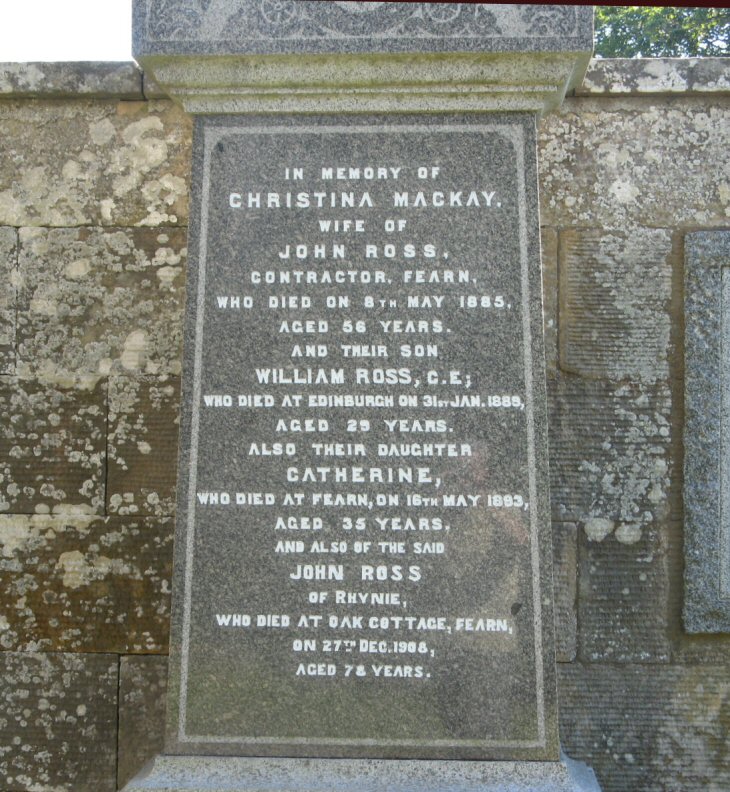 IN MEMORY OF
CHRISTINA MACKAY,
WIFE OF
JOHN ROSS,
CONTRACTOR, FEARN,
WHO DIED ON 8TH MAY 1885,
AGED 56 YEARS.
AND THEIR SON
WILLIAM ROSS, C.E;
WHO DIED AT EDINBURGH ON 31ST JAN. 1889,
AGED 29 YEARS.
ALSO THEIR DAUGHTER
CATHERINE,
WHO DIED AT FEARN, ON 16TH MAY 1893,
AGED 35 YEARS.
AND ALSO OF THE SAID
JOHN ROSS
OF RHYNIE,
WHO DIED AT OAK COTTAGE, FEARN,
ON 27TH DEC. 1908,
AGED 78 YEARS.